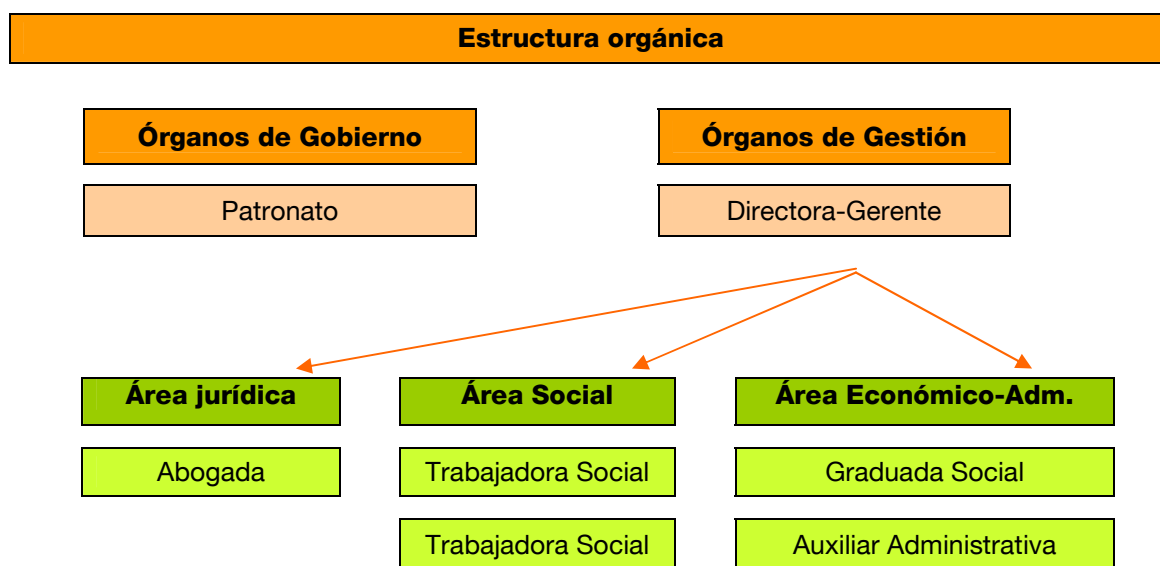 Estructura orgánica
Órganos de Gobierno
Órganos de Gestión
Patronato
Directora-Gerente
Área jurídica
Área Social
Área Económico-Adm.
Abogada
Trabajadora Social
Graduada Social
Trabajadora Social
Auxiliar Administrativa